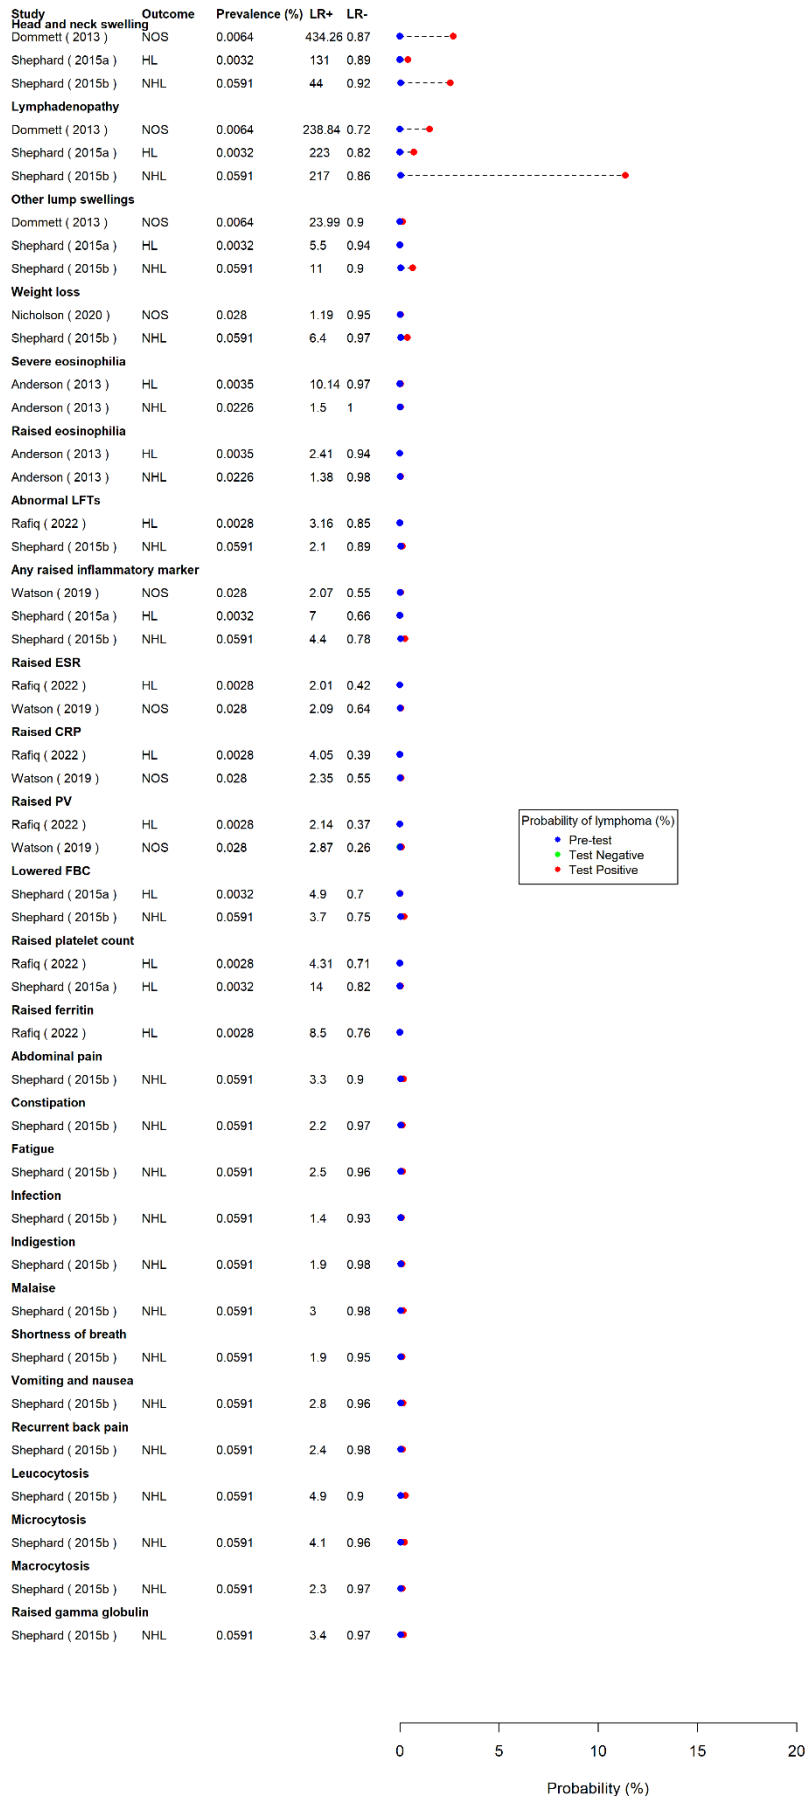 Study Outcome Prevalence (%) LR+ LR-
Head and neck swelling
Dommett ( 2013 ) NOS 0.0064 434.26 0.87
Shephard ( 2015a ) HL 0.0032 131 0.89
Shephard ( 2015b ) NHL 0.0591 44 0.92
Lymphadenopathy
Dommett ( 2013 ) NOS 0.0064 238.84 0.72
Shephard ( 2015a ) HL 0.0032 223 0.82
Shephard ( 2015b ) NHL 0.0591 217 0.86
Other lump swellings
Dommett ( 2013 ) NOS 0.0064 23.99 0.9
Shephard ( 2015a ) HL 0.0032 5.5 0.94
Shephard ( 2015b ) NHL 0.0591 11 0.9
Weight loss
Nicholson ( 2020 ) NOS 0.028 1.19 0.95
Shephard ( 2015b ) NHL 0.0591 6.4 0.97
Severe eosinophilia
Anderson ( 2013 ) HL 0.0035 10.14 0.97
Anderson ( 2013 ) NHL 0.0226 1.5 1
Raised eosinophilia
Anderson ( 2013 ) HL 0.0035 2.41 0.94
Anderson ( 2013 ) NHL 0.0226 1.38 0.98
Abnormal LFTs
Rafiq ( 2022 ) HL 0.0028 3.16 0.85
Shephard ( 2015b ) NHL 0.0591 2.1 0.89
Any raised inflammatory marker
Watson ( 2019 ) NOS 0.028 2.07 0.55
Shephard ( 2015a ) HL 0.0032 7 0.66
Shephard ( 2015b ) NHL 0.0591 4.4 0.78
Raised ESR
Rafiq ( 2022 ) HL 0.0028 2.01 0.42
Watson ( 2019 ) NOS 0.028 2.09 0.64
Raised CRP
Rafiq ( 2022 ) HL 0.0028 4.05 0.39
Watson ( 2019 ) NOS 0.028 2.35 0.55
Raised PV
Rafiq ( 2022 ) HL 0.0028 2.14 0.37
Watson ( 2019 ) NOS 0.028 2.87 0.26
Lowered FBC
Shephard ( 2015a ) HL 0.0032 4.9 0.7
Shephard ( 2015b ) NHL 0.0591 3.7 0.75
Raised platelet count
Rafiq ( 2022 ) HL 0.0028 4.31 0.71
Shephard ( 2015a ) HL 0.0032 14 0.82
Raised ferritin
Rafiq ( 2022 ) HL 0.0028 8.5 0.76
Abdominal pain
Shephard ( 2015b ) NHL 0.0591 3.3 0.9
Constipation
Shephard ( 2015b ) NHL 0.0591 2.2 0.97
Fatigue
Shephard ( 2015b ) NHL 0.0591 2.5 0.96
Infection
Shephard ( 2015b ) NHL 0.0591 1.4 0.93
Indigestion
Shephard ( 2015b ) NHL 0.0591 1.9 0.98
Malaise
Shephard ( 2015b ) NHL 0.0591 3 0.98
Shortness of breath
Shephard ( 2015b ) NHL 0.0591 1.9 0.95
Vomiting and nausea
Shephard ( 2015b ) NHL 0.0591 2.8 0.96
Recurrent back pain
Shephard ( 2015b ) NHL 0.0591 2.4 0.98
Leucocytosis
Shephard ( 2015b ) NHL 0.0591 4.9 0.9
Microcytosis
Shephard ( 2015b ) NHL 0.0591 4.1 0.96
Macrocytosis
Shephard ( 2015b ) NHL 0.0591 2.3 0.97
Raised gamma globulin
Shephard ( 2015b ) NHL 0.0591 3.4 0.97
Probability of lymphoma (%)
Pre-test
Test Negative
Test Positive
0 5 10 15 20
Probability (%)